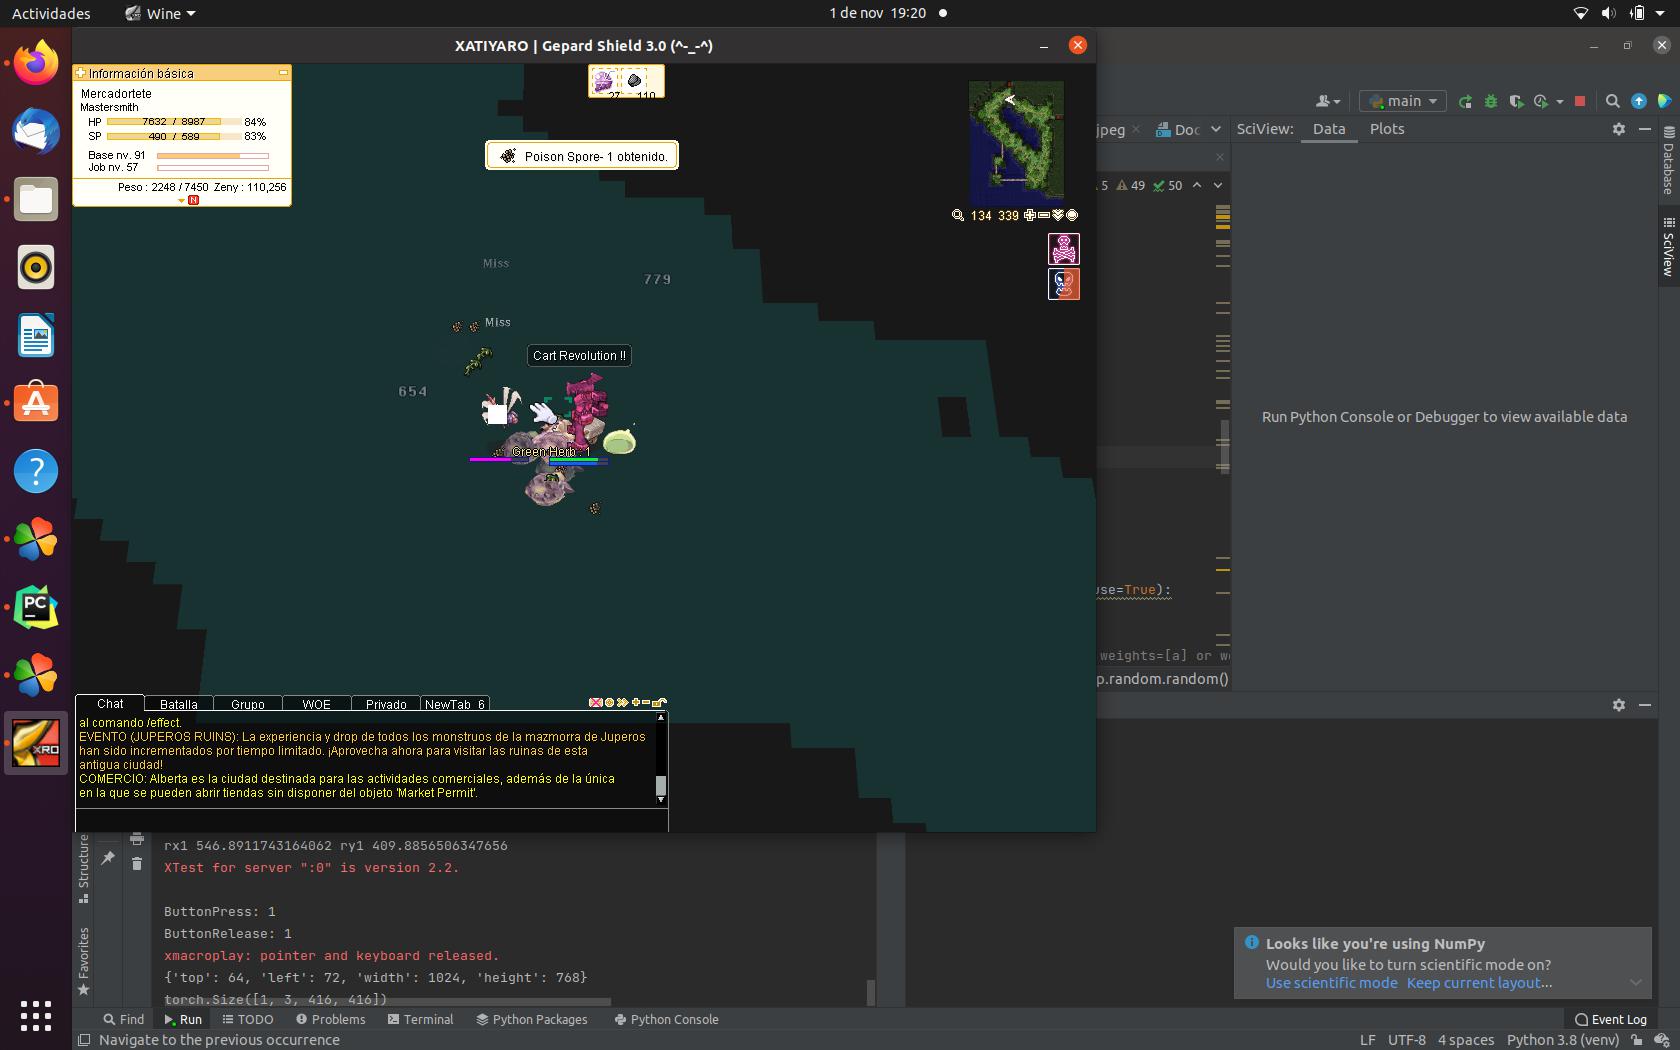 Actividades
Wine
1 de nov 19:20
XATIYARO | Gepard Shield 3.0 (^-_-^)
Información básica
Mercadortete
Mastersmith
HP 7632 / 8987 84%
SP 490 / 589 83%
Base nv. 91
Job nv. 57
Peso : 2248 / 7450 Zeny : 110,256
N
27 110
Poison Spore- 1 obtenido.
134 339
Miss
779
Miss
Cart Revolution !!
654
Green Herb : 1
Chat Batalla Grupo WOE Privado NewTab 6
al comando /effect.
EVENTO (JUPEROS RUINS): La experiencia y drop de todos los monstruos de la mazmorra de Juperos
han sido incrementados por tiempo limitado. ¡Aprovecha ahora para visitar las ruinas de esta
antigua ciudad!
COMERCIO: Alberta es la ciudad destinada para las actividades comerciales, además de la única
en la que se pueden abrir tiendas sin disponer del objeto 'Market Permit'.
PC
XRO
main
jpeg Doc
SciView: Data Plots
5 49 50
Database
SciView
Run Python Console or Debugger to view available data
use=True):
weights=[a] or we
p.random.random()
Structure
Favorites
rx1 546.8911743164062 ry1 409.8856506347656
XTest for server ":0" is version 2.2.
ButtonPress: 1
ButtonRelease: 1
xmacroplay: pointer and keyboard released.
{'top': 64, 'left': 72, 'width': 1024, 'height': 768}
torch.Size([1, 3, 416, 416])
Looks like you're using NumPy
Would you like to turn scientific mode on?
Use scientific mode Keep current layout...
Find Run TODO Problems Terminal Python Packages Python Console
Event Log
Navigate to the previous occurrence
LF UTF-8 4 spaces Python 3.8 (venv)